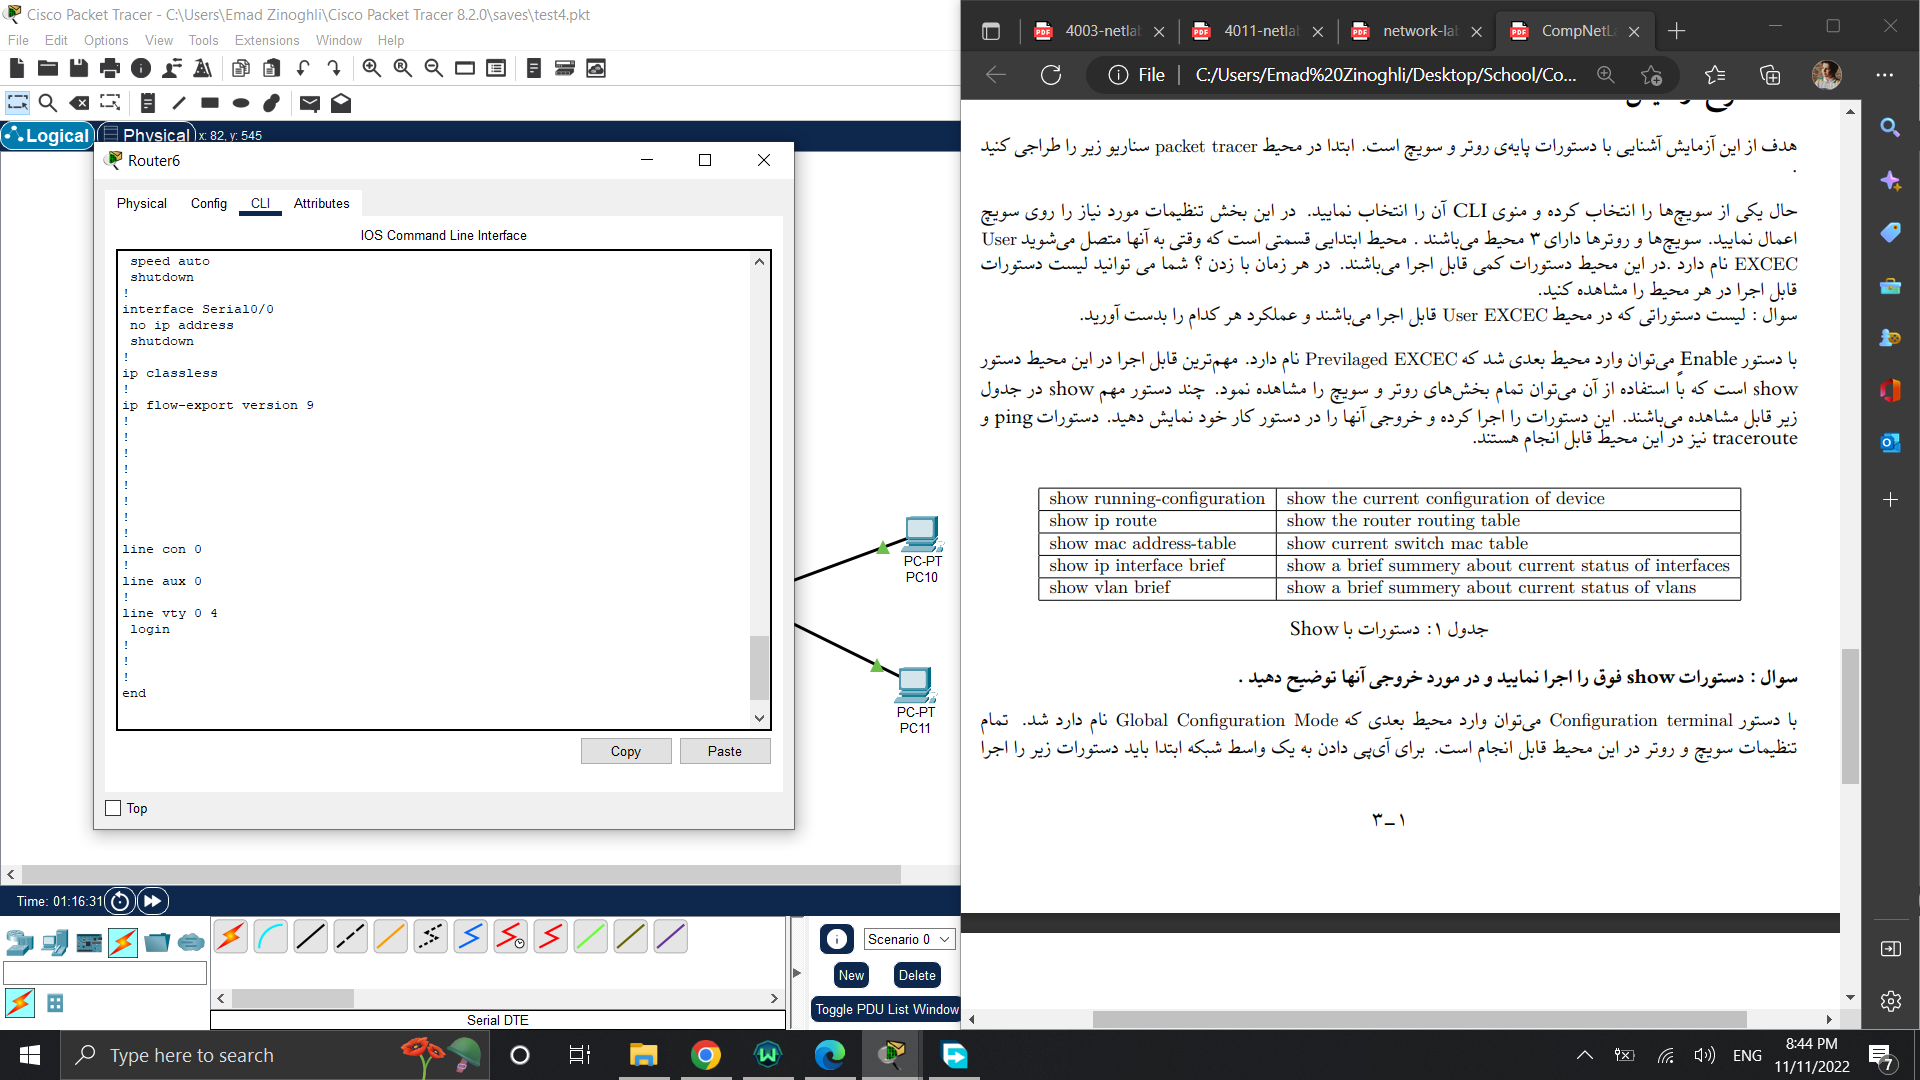 Cisco Packet Tracer - C:\Users\Emad Zinoghli\Cisco Packet Tracer 8.2.0\saves\test4.pkt
File Edit Options View Tools Extensions Window Help
Logical Physical x: 82, y: 545
Router6
Physical Config CLI Attributes
IOS Command Line Interface
speed auto
shutdown
!
interface Serial0/0
no ip address
shutdown
!
ip classless
!
ip flow-export version 9
!
!
!
!
!
!
!
!
line con 0
!
line aux 0
!
line vty 0 4
login
!
!
!
end
Copy Paste
Top
PC-PT
PC10
PC-PT
PC11
Time: 01:16:31
Scenario 0
New Delete
Toggle PDU List Window
Serial DTE
4003-netla
4011-netla
network-la
CompNetL
File C:/Users/Emad%20Zinoghli/Desktop/School/Co...
هدف از این آزمایش آشنایی با دستورات پایه‌ی روتر و سویچ است. ابتدا در محیط packet tracer سناریو زیر را طراحی کنید
.
حال یکی از سویچ‌ها را انتخاب کرده و منوی CLI آن را انتخاب نمایید. در این بخش تنظیمات مورد نیاز را روی سویچ
اعمال نمایید. سویچ‌ها و روترها دارای ۳ محیط می‌باشند . محیط ابتدایی قسمتی است که وقتی به آنها متصل می‌شوید User
EXCEC نام دارد .در این محیط دستورات کمی قابل اجرا می‌باشند. در هر زمان با زدن ؟ شما می توانید لیست دستورات
قابل اجرا در هر محیط را مشاهده کنید.
سوال : لیست دستوراتی که در محیط User EXCEC قابل اجرا می‌باشند و عملکرد هر کدام را بدست آورید.
با دستور Enable می‌توان وارد محیط بعدی شد که Previlaged EXCEC نام دارد. مهم‌ترین قابل اجرا در این محیط دستور
show است که با استفاده از آن می‌توان تمام بخش‌های روتر و سویچ را مشاهده نمود. چند دستور مهم show در جدول
زیر قابل مشاهده می‌باشند. این دستورات را اجرا کرده و خروجی آنها را در دستور کار خود نمایش دهید. دستورات ping و
traceroute نیز در این محیط قابل انجام هستند.
show running-configuration show the current configuration of device
show ip route show the router routing table
show mac address-table show current switch mac table
show ip interface brief show a brief summery about current status of interfaces
show vlan brief show a brief summery about current status of vlans
جدول ۱: دستورات با Show
سوال : دستورات show فوق را اجرا نمایید و در مورد خروجی آنها توضیح دهید .
با دستور Configuration terminal می‌توان وارد محیط بعدی که Global Configuration Mode نام دارد شد. تمام
تنظیمات سویچ و روتر در این محیط قابل انجام است. برای آی‌پی دادن به یک واسط شبکه ابتدا باید دستورات زیر را اجرا
۳-۱
Type here to search
ENG
8:44 PM
11/11/2022
7